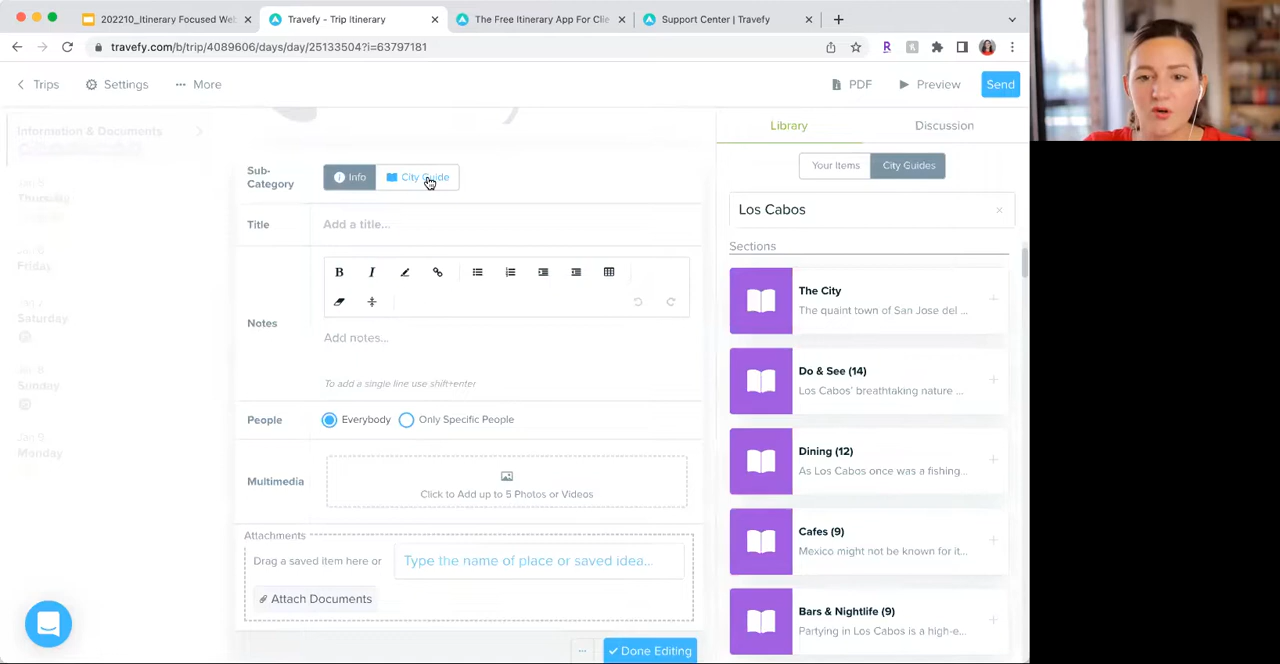 202210_Itinerary Focused We
Travefy - Trip Itinerary
The Free Itinerary App For Clie
Support Center | Travefy
travefy.com/b/trip/4089606/days/day/25133504?i=63797181
Trips
Settings
More
PDF
Preview
Send
Information & Documents
Library
Discussion
Your Items
City Guides
Los Cabos
Sections
The City
The quaint town of San Jose del ...
Do & See (14)
Los Cabos' breathtaking nature ...
Dining (12)
As Los Cabos once was a fishing...
Cafes (9)
Mexico might not be known for it...
Bars & Nightlife (9)
Partying in Los Cabos is a high-e...
Thursday
Friday
Saturday
Sunday
Jan 9
Monday
Sub-
Category
Info
City Guide
Title
Add a title...
Notes
B I
Add notes...
To add a single line use shift+enter
People
Everybody
Only Specific People
Multimedia
Click to Add up to 5 Photos or Videos
Attachments
Drag a saved item here or
Type the name of place or saved idea...
Attach Documents
...
Done Editing